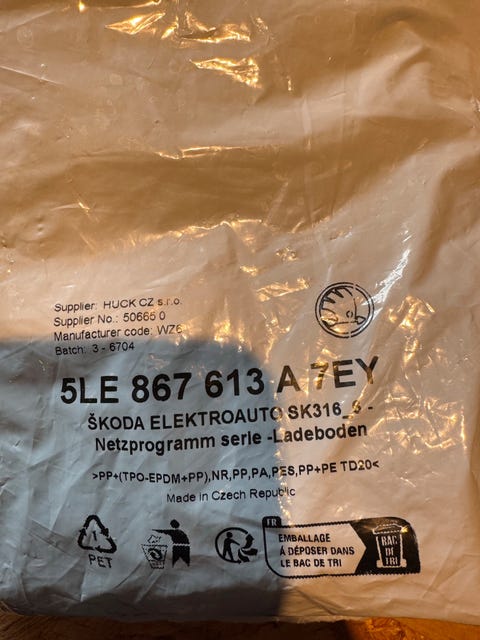 Supplier: HUCK CZ s.r.o.
Supplier No.: 50665 0
Manufacturer code: WZ6
Batch: 3 - 6704
5LE 867 613 A 7EY
ŠKODA ELEKTROAUTO SK316_5 -
Netzprogramm serie -Ladeboden
>PP+(TPO-EPDM+PP),NR,PP,PA,PES,PP+PE TD20<
Made in Czech Republic
1
PET
FR
EMBALLAGE
À DÉPOSER DANS
LE BAC DE TRI
BAC
DE
TRI